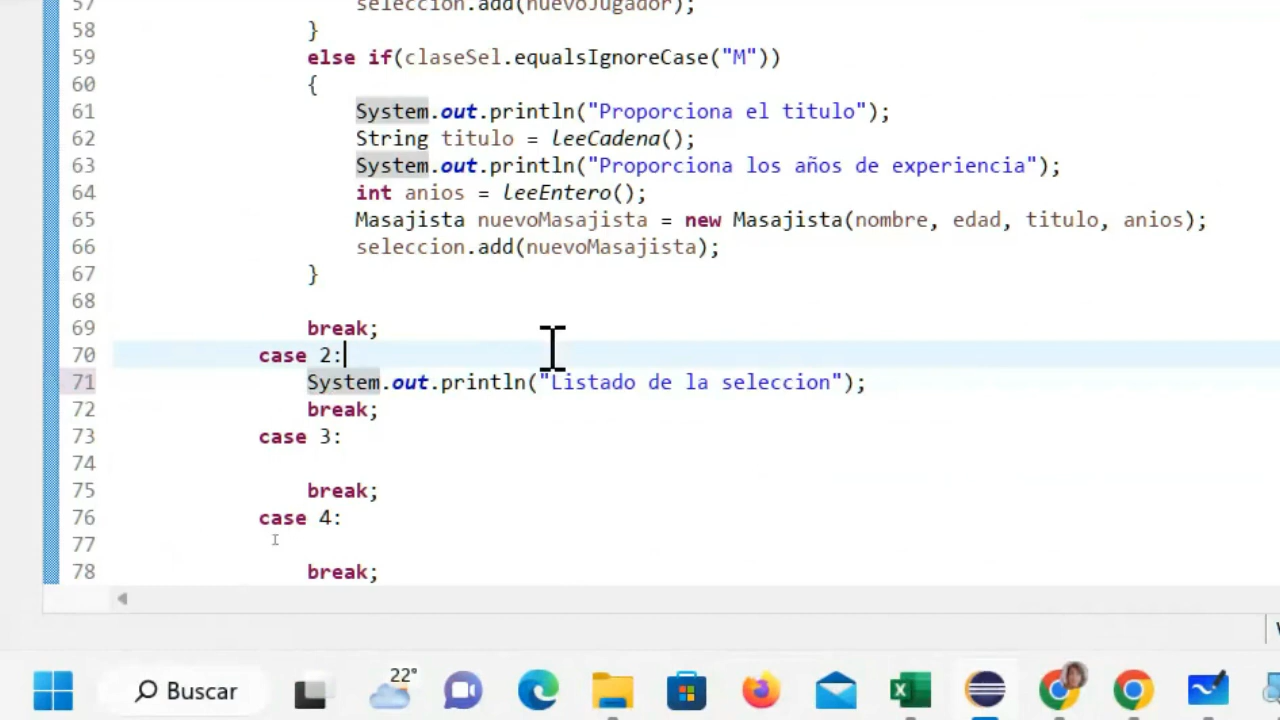 57 seleccion.add(nuevoJugador);
58 }
59 else if(claseSel.equalsIgnoreCase("M"))
60 {
61 System.out.println("Proporciona el titulo");
62 String titulo = leeCadena();
63 System.out.println("Proporciona los años de experiencia");
64 int anios = leeEntero();
65 Masajista nuevoMasajista = new Masajista(nombre, edad, titulo, anios);
66 seleccion.add(nuevoMasajista);
67 }
68
69 break;
70 case 2:
71 System.out.println("Listado de la seleccion");
72 break;
73 case 3:
74
75 break;
76 case 4:
77
78 break;
Buscar
22°